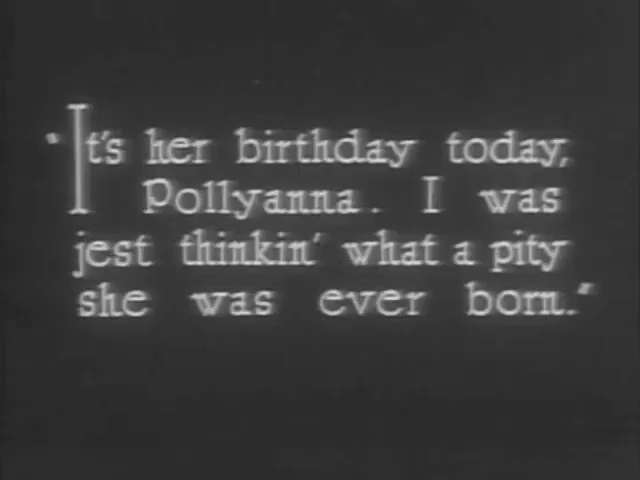 "It's her birthday today,
Pollyanna. I was
jest thinkin' what a pity
she was ever born."